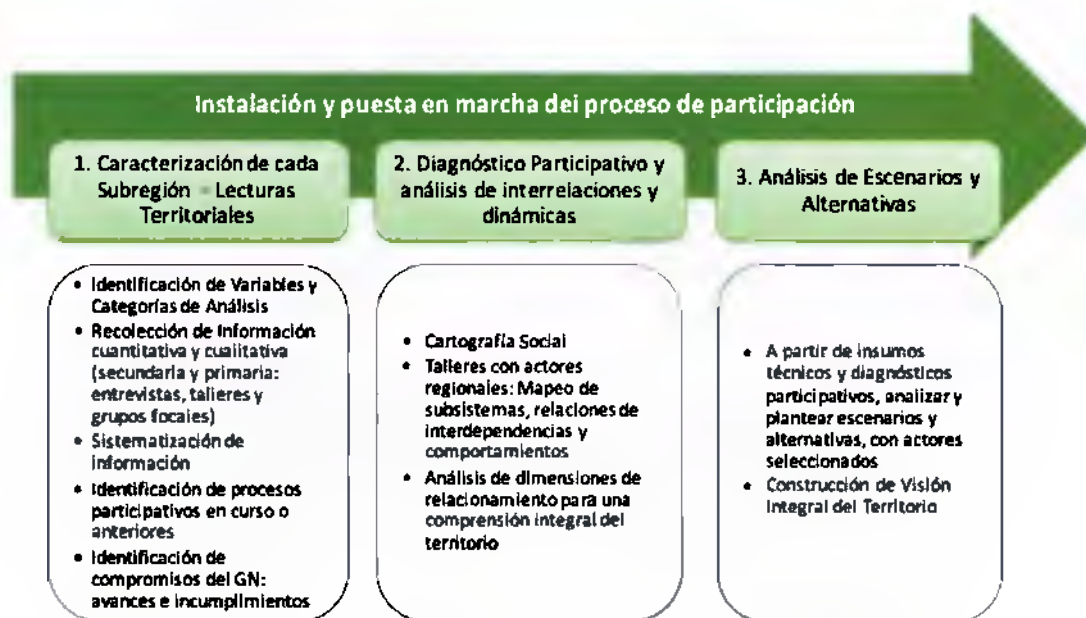 Instalación y puesta en marcha del proceso de participación
1. Caracterización de cada
Subregión - Lecturas
Territoriales
• Identificación de Variables y
Categorías de Análisis
• Recolección de Información
cuantitativa y cualitativa
(secundaria y primaria:
entrevistas, talleres y
grupos focales)
• Sistematización de
información
• Identificación de procesos
participativos en curso o
anteriores
• Identificación de
compromisos del GN:
avances e incumplimientos
2. Diagnóstico Participativo y
análisis de interrelaciones y
dinámicas
• Cartografía Social
• Talleres con actores
regionales: Mapeo de
subsistemas, relaciones de
interdependencias y
comportamientos
• Análisis de dimensiones de
relacionamiento para una
comprensión integral del
territorio
3. Análisis de Escenarios y
Alternativas
• A partir de insumos
técnicos y diagnósticos
participativos, analizar y
plantear escenarios y
alternativas, con actores
seleccionados
• Construcción de Visión
Integral del Territorio